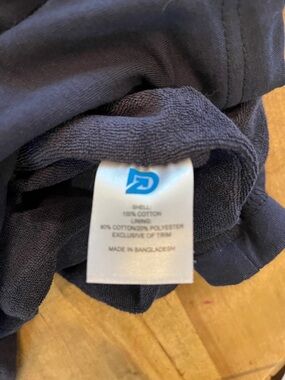 SHELL:
100% COTTON
LINING:
80% COTTON/20% POLYESTER
EXCLUSIVE OF TRIM
MADE IN BANGLADESH